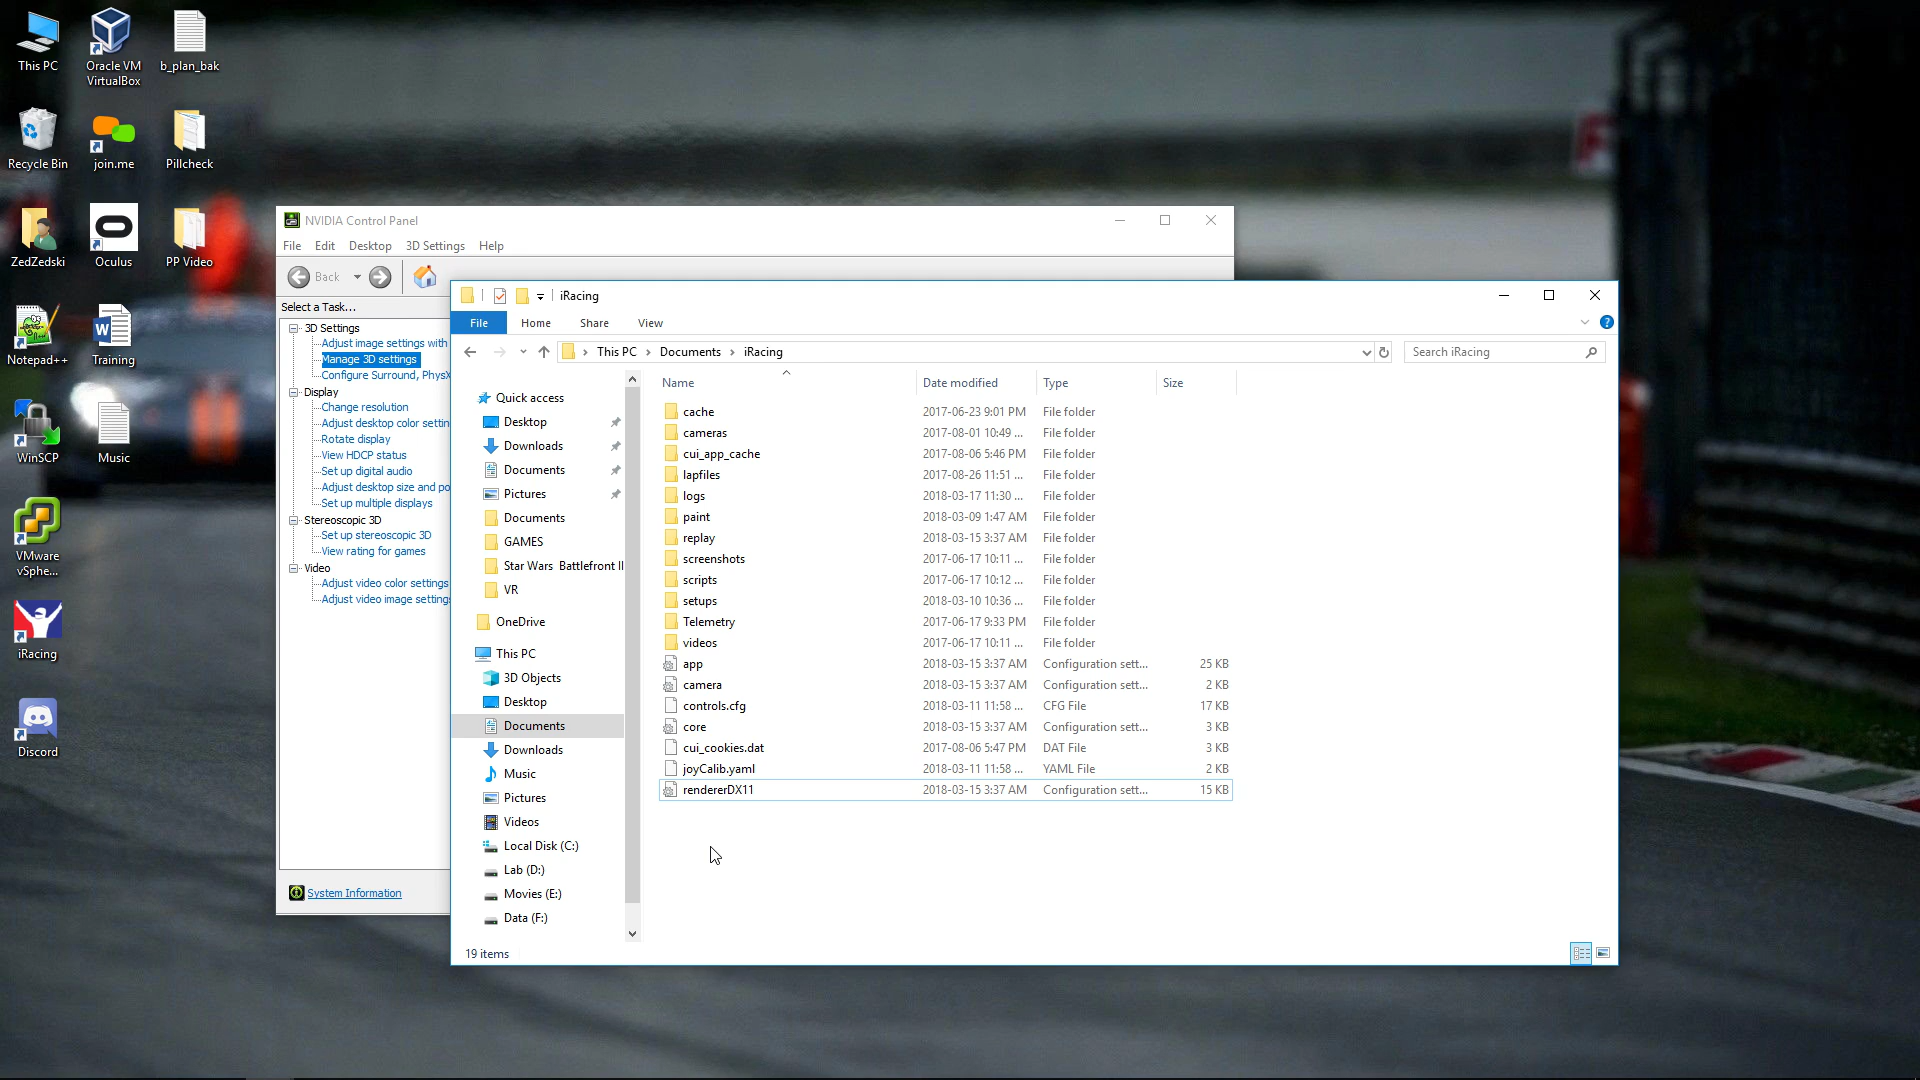 This PC
Oracle VM
VirtualBox
b_plan_bak
Recycle Bin
join.me
Pillcheck
ZedZedski
Oculus
PP Video
Notepad++
Training
WinSCP
Music
VMware
vSphe...
iRacing
Discord
NVIDIA Control Panel
File Edit Desktop 3D Settings Help
Back
Select a Task...
3D Settings
Adjust image settings with
Manage 3D settings
Configure Surround, PhysX
Display
Change resolution
Adjust desktop color settin
Rotate display
View HDCP status
Set up digital audio
Adjust desktop size and po
Set up multiple displays
Stereoscopic 3D
Set up stereoscopic 3D
View rating for games
Video
Adjust video color settings
Adjust video image settings
System Information
iRacing
File Home Share View
This PC > Documents > iRacing
Search iRacing
Quick access
Desktop
Downloads
Documents
Pictures
Documents
GAMES
Star Wars Battlefront II
VR
OneDrive
This PC
3D Objects
Desktop
Documents
Downloads
Music
Pictures
Videos
Local Disk (C:)
Lab (D:)
Movies (E:)
Data (F:)
Name Date modified Type Size
cache 2017-06-23 9:01 PM File folder
cameras 2017-08-01 10:49 ... File folder
cui_app_cache 2017-08-06 5:46 PM File folder
lapfiles 2017-08-26 11:51 ... File folder
logs 2018-03-17 11:30 ... File folder
paint 2018-03-09 1:47 AM File folder
replay 2018-03-15 3:37 AM File folder
screenshots 2017-06-17 10:11 ... File folder
scripts 2017-06-17 10:12 ... File folder
setups 2018-03-10 10:36 ... File folder
Telemetry 2017-06-17 9:33 PM File folder
videos 2017-06-17 10:11 ... File folder
app 2018-03-15 3:37 AM Configuration sett... 25 KB
camera 2018-03-15 3:37 AM Configuration sett... 2 KB
controls.cfg 2018-03-11 11:58 ... CFG File 17 KB
core 2018-03-15 3:37 AM Configuration sett... 3 KB
cui_cookies.dat 2017-08-06 5:47 PM DAT File 3 KB
joyCalib.yaml 2018-03-11 11:58 ... YAML File 2 KB
rendererDX11 2018-03-15 3:37 AM Configuration sett... 15 KB
19 items